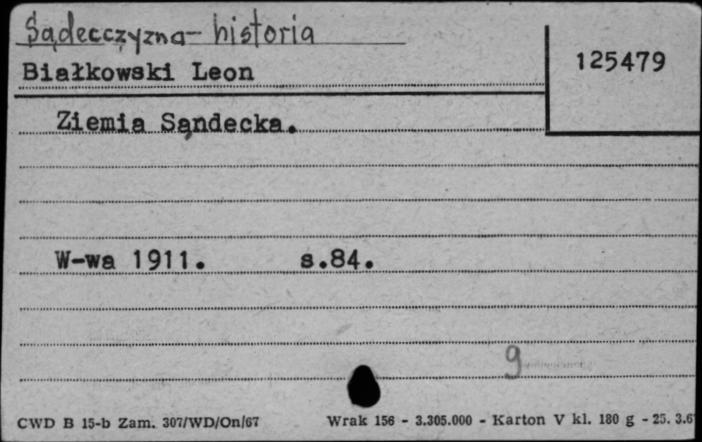 Sądecczyzna - historia
Białkowski Leon
125479
Ziemia Sąndecka.
W-wa 1911. s.84.
9
CWD B 15-b Zam. 307/WD/On/67 Wrak 156 - 3.305.000 - Karton V kl. 180 g - 25. 3.6